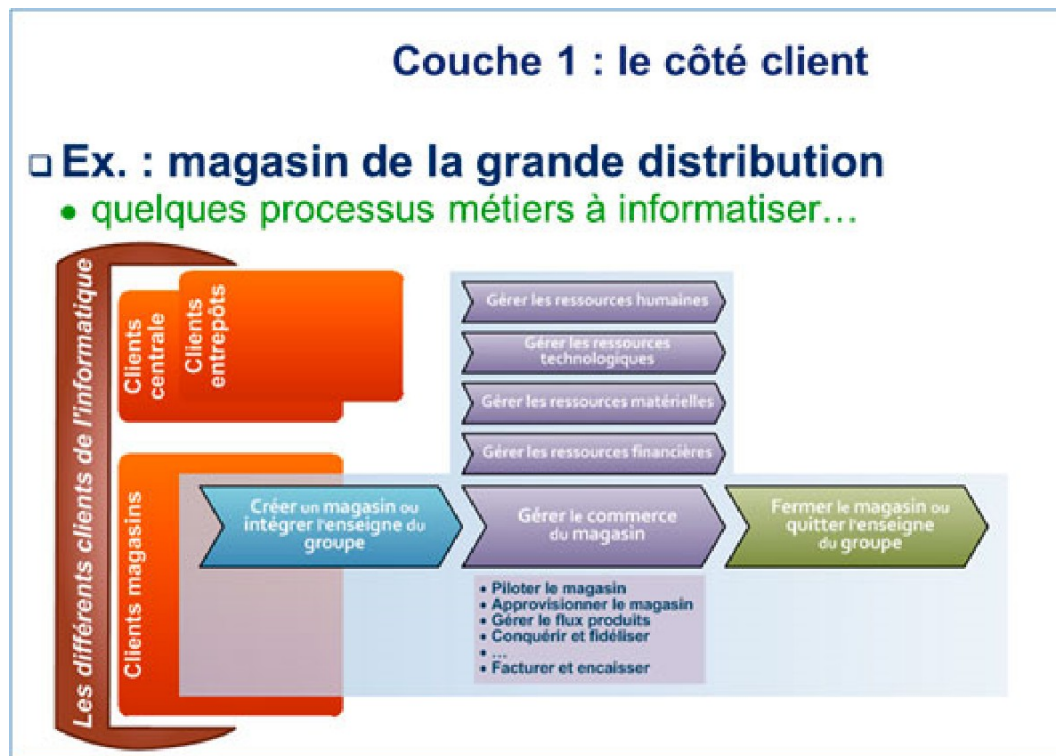 Couche 1 : le côté client
Ex. : magasin de la grande distribution
• quelques processus métiers à informatiser...
Les différents clients de l'informatique
Clients
centrale
Clients
entrepôts
Clients magasins
Gérer les ressources humaines
Gérer les ressources
technologiques
Gérer les ressources matérielles
Gérer les ressources financières
Créer un magasin ou
intégrer l'enseigne du
groupe
Gérer le commerce
du magasin
Fermer le magasin ou
quitter l'enseigne
du groupe
• Piloter le magasin
• Approvisionner le magasin
• Gérer le flux produits
• Conquérir et fidéliser
• ...
• Facturer et encaisser